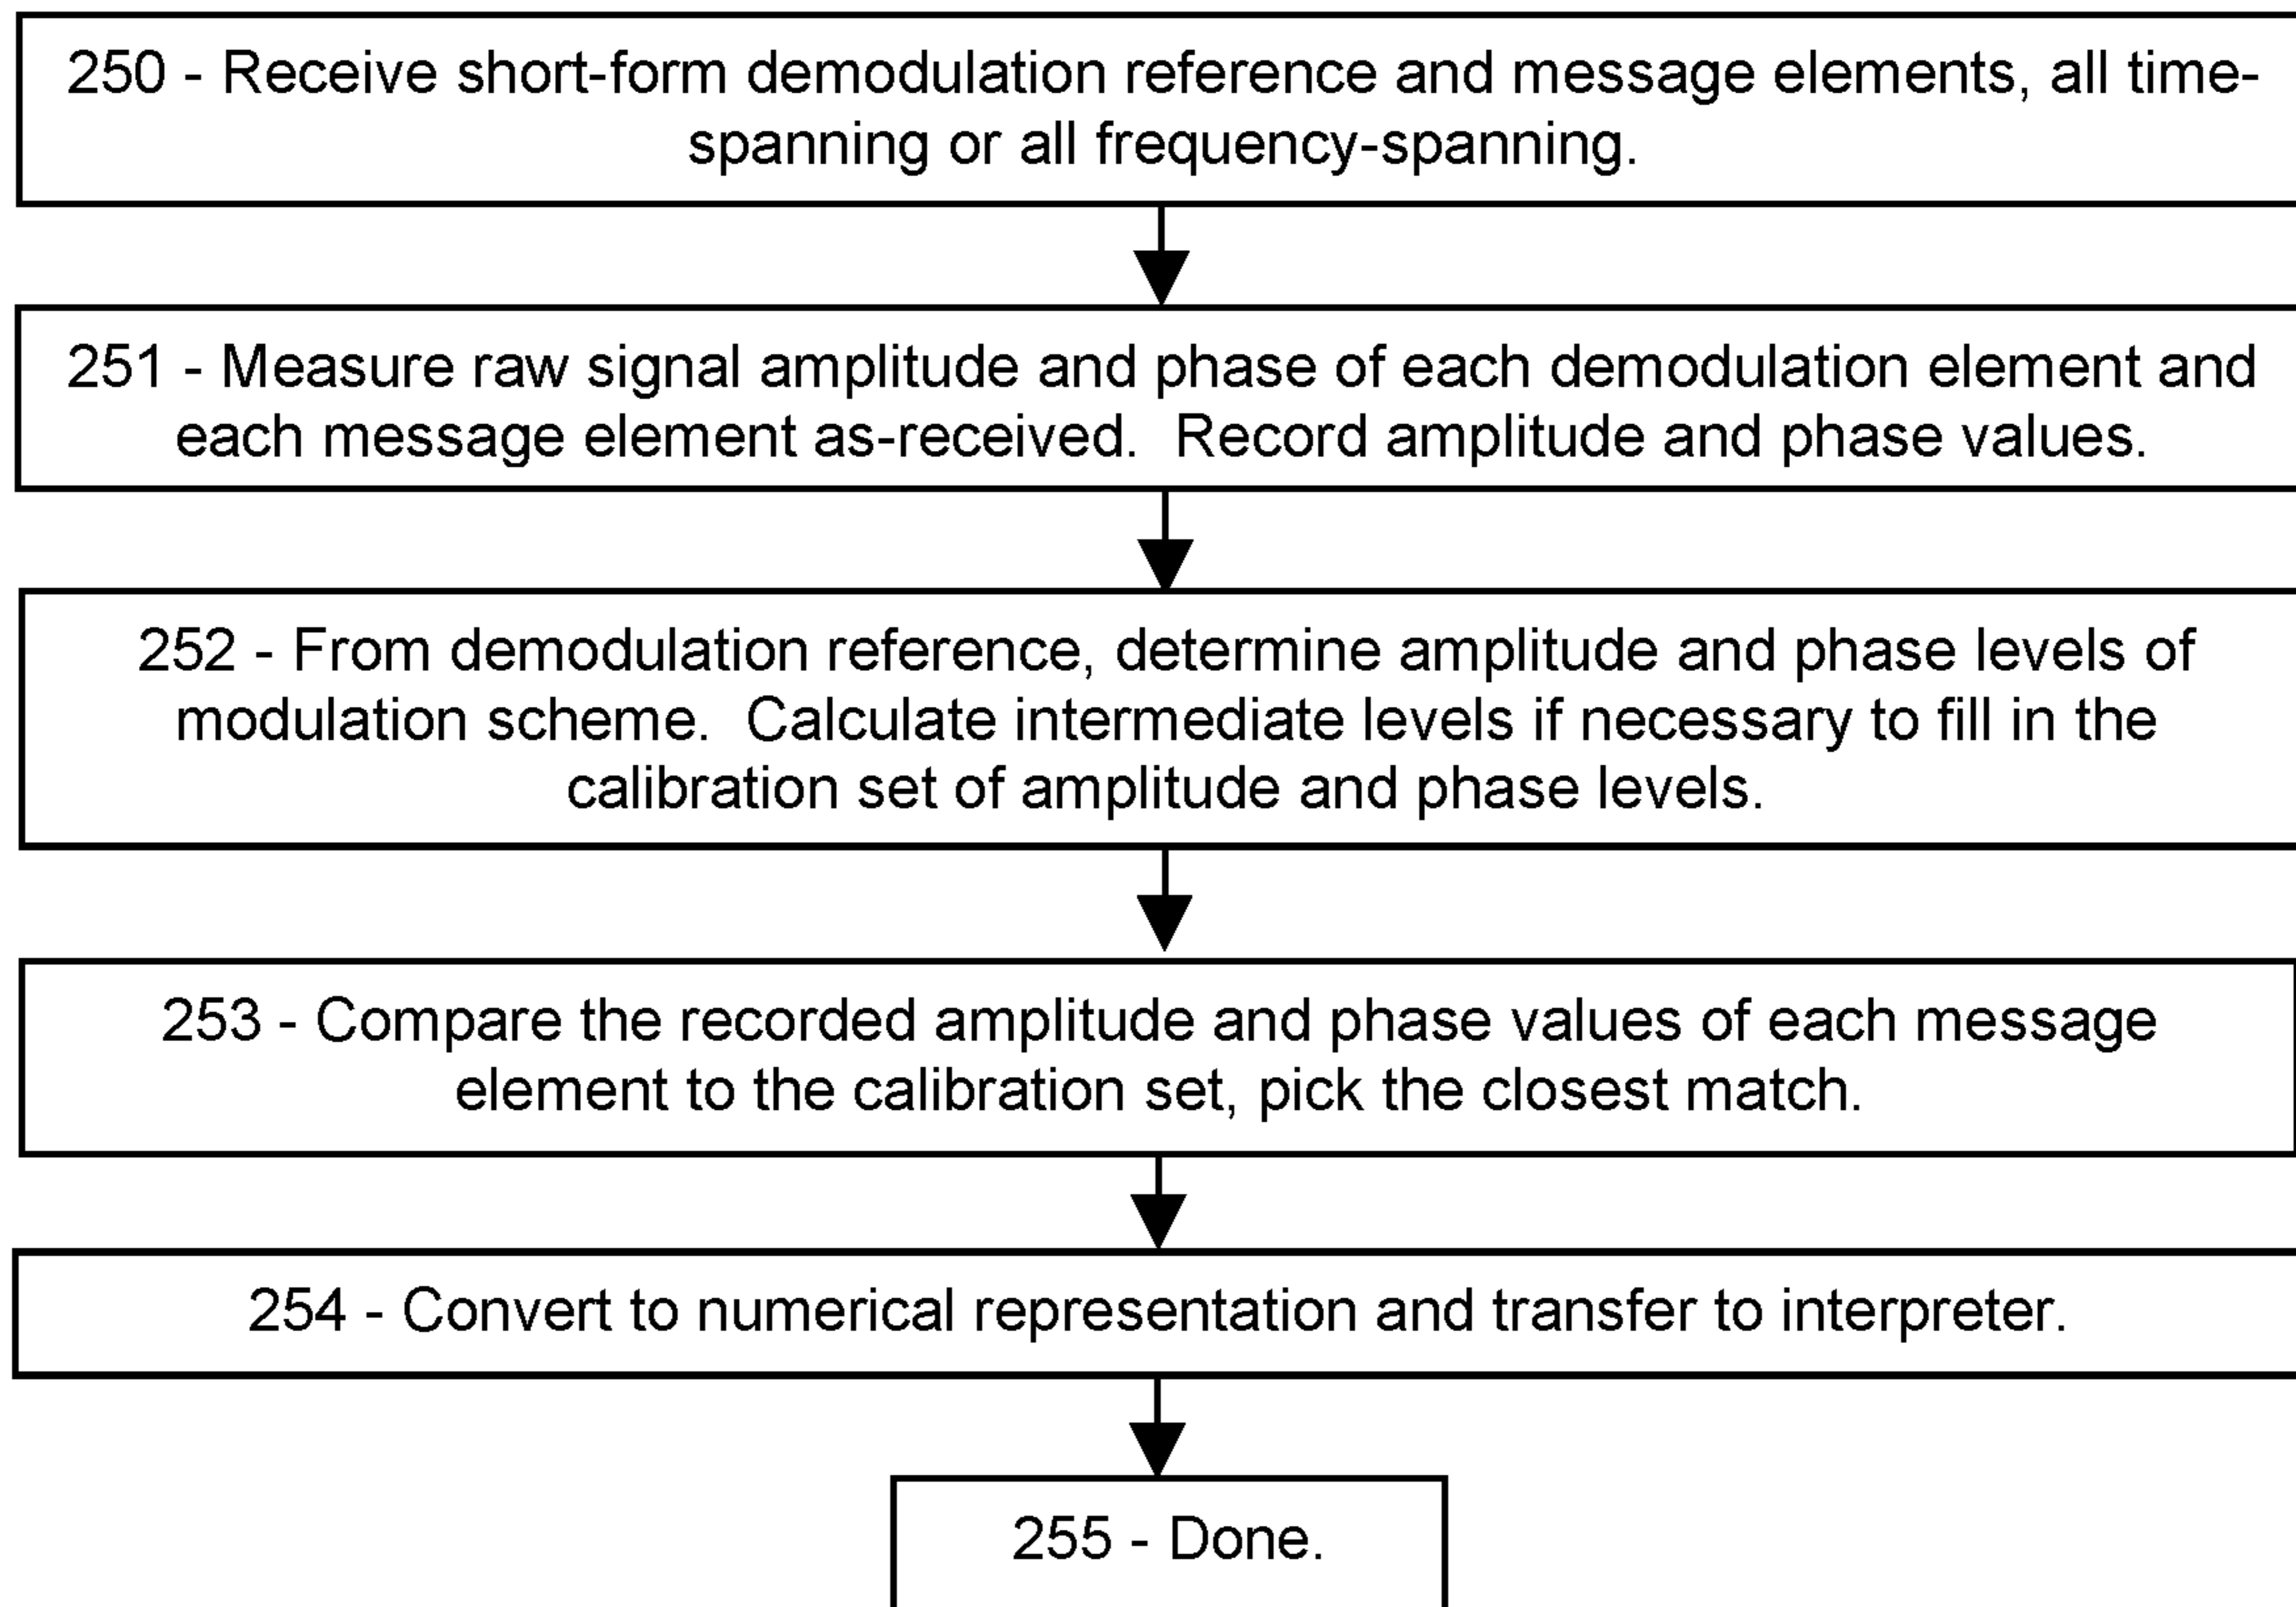 250 - Receive short-form demodulation reference and message elements, all time-
spanning or all frequency-spanning.
251 - Measure raw signal amplitude and phase of each demodulation element and
each message element as-received.  Record amplitude and phase values.
252 - From demodulation reference, determine amplitude and phase levels of
modulation scheme.  Calculate intermediate levels if necessary to fill in the
calibration set of amplitude and phase levels.
253 - Compare the recorded amplitude and phase values of each message
element to the calibration set, pick the closest match.
254 - Convert to numerical representation and transfer to interpreter.
255 - Done.